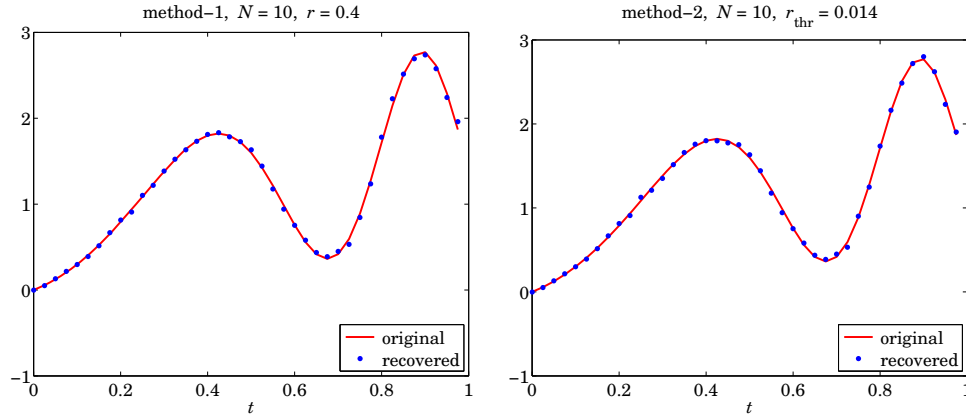 method-1, N = 10, r = 0.4
3
2
1
0
−1
0
0.2
0.4
0.6
0.8
1
t
original
recovered
method-2, N = 10, r_thr = 0.014
3
2
1
0
−1
0
0.2
0.4
0.6
0.8
1
t
original
recovered